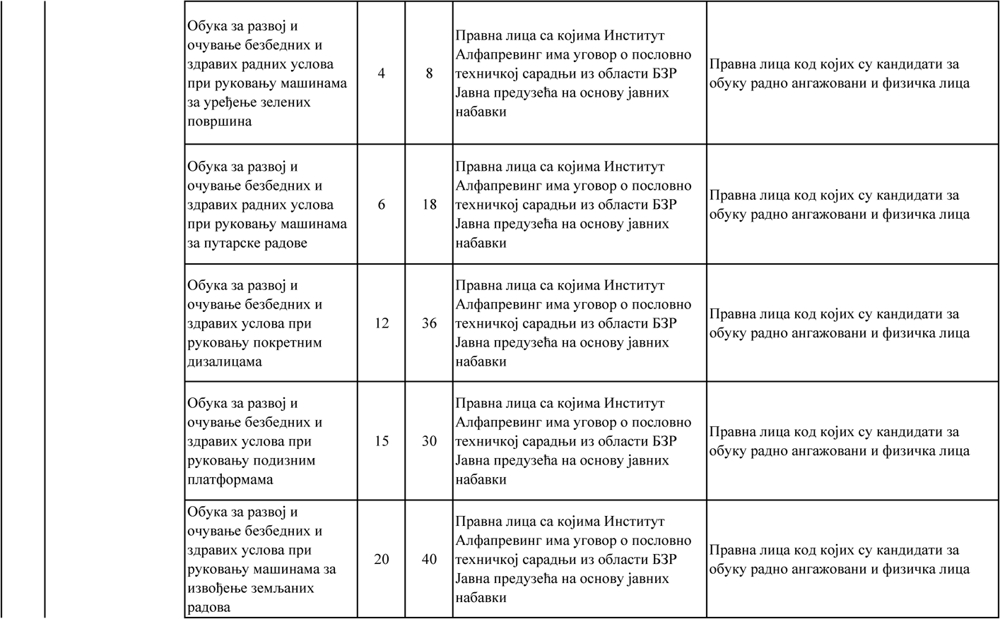 Обука за развој и
очување безбедних и
здравих радних услова
при руковању машинама
за уређење зелених
површина
4
8
Правна лица са којима Институт
Алфапревинг има уговор о пословно
техничкој сарадњи из области БЗР
Јавна предузећа на основу јавних
набавки
Правна лица код којих су кандидати за
обуку радно ангажовани и физичка лица
Обука за развој и
очување безбедних и
здравих радних услова
при руковању машинама
за путарске радове
6
18
Правна лица са којима Институт
Алфапревинг има уговор о пословно
техничкој сарадњи из области БЗР
Јавна предузећа на основу јавних
набавки
Правна лица код којих су кандидати за
обуку радно ангажовани и физичка лица
Обука за развој и
очување безбедних и
здравих услова при
руковању покретним
дизалицама
12
36
Правна лица са којима Институт
Алфапревинг има уговор о пословно
техничкој сарадњи из области БЗР
Јавна предузећа на основу јавних
набавки
Правна лица код којих су кандидати за
обуку радно ангажовани и физичка лица
Обука за развој и
очување безбедних и
здравих услова при
руковању подизним
платформама
15
30
Правна лица са којима Институт
Алфапревинг има уговор о пословно
техничкој сарадњи из области БЗР
Јавна предузећа на основу јавних
набавки
Правна лица код којих су кандидати за
обуку радно ангажовани и физичка лица
Обука за развој и
очување безбедних и
здравих услова при
руковању машинама за
извођење земљаних
радова
20
40
Правна лица са којима Институт
Алфапревинг има уговор о пословно
техничкој сарадњи из области БЗР
Јавна предузећа на основу јавних
набавки
Правна лица код којих су кандидати за
обуку радно ангажовани и физичка лица